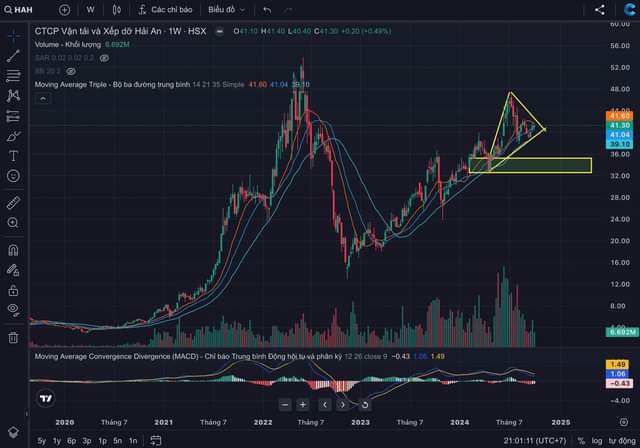 HAH W Các chỉ báo Biểu đồ
CTCP Vận tải và Xếp dỡ Hải An · 1W · HSX O41.10 H41.40 L40.40 C41.30 +0.20 (+0.49%)
Volume - Khối lượng 6.692M
SAR 0.02 0.02 0.2
BB 20 2
Moving Average Triple - Bộ ba đường trung bình 14 21 35 Simple 41.60 41.04 39.10
60.00
56.00
52.00
48.00
44.00
41.60
41.30
41.04
39.10
36.00
32.00
28.00
24.00
20.00
16.00
12.00
8.00
6.692M
Moving Average Convergence Divergence (MACD) - Chỉ báo Trung bình Động hội tụ và phân kỳ 12 26 close 9 −0.43 1.06 1.49
1.49
1.06
−0.43
−4.00
2020 Tháng 7 2021 Tháng 7 2022 Tháng 7 2023 Tháng 7 2024 Tháng 7 2025
5y 1y 6p 3p 1p 5n 1n 21:01:11 (UTC+7) % log tự động